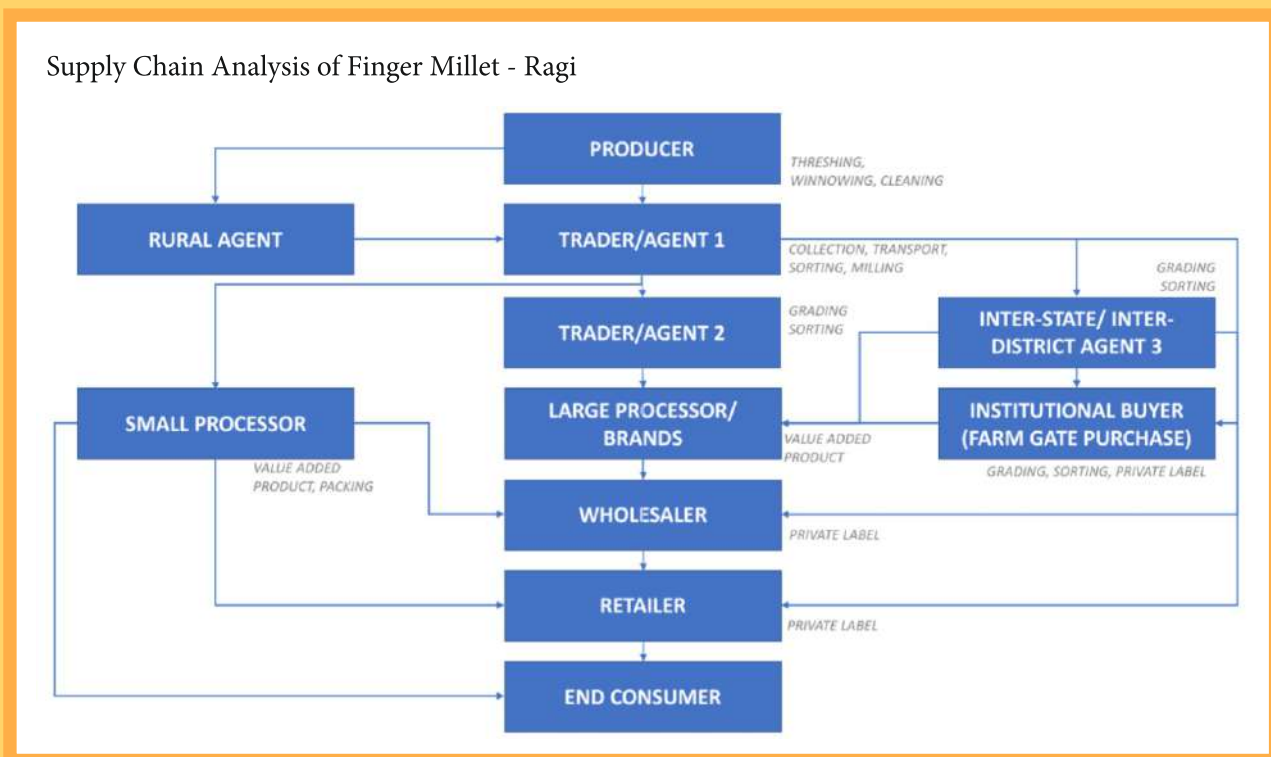 Supply Chain Analysis of Finger Millet - Ragi
PRODUCER
THRESHING,
WINNOWING, CLEANING
RURAL AGENT
TRADER/AGENT 1
COLLECTION, TRANSPORT,
SORTING, MILLING
GRADING
SORTING
TRADER/AGENT 2
GRADING
SORTING
INTER-STATE/ INTER-
DISTRICT AGENT 3
SMALL PROCESSOR
VALUE ADDED
PRODUCT, PACKING
LARGE PROCESSOR/
BRANDS
VALUE ADDED
PRODUCT
INSTITUTIONAL BUYER
(FARM GATE PURCHASE)
GRADING, SORTING, PRIVATE LABEL
WHOLESALER
PRIVATE LABEL
RETAILER
PRIVATE LABEL
END CONSUMER